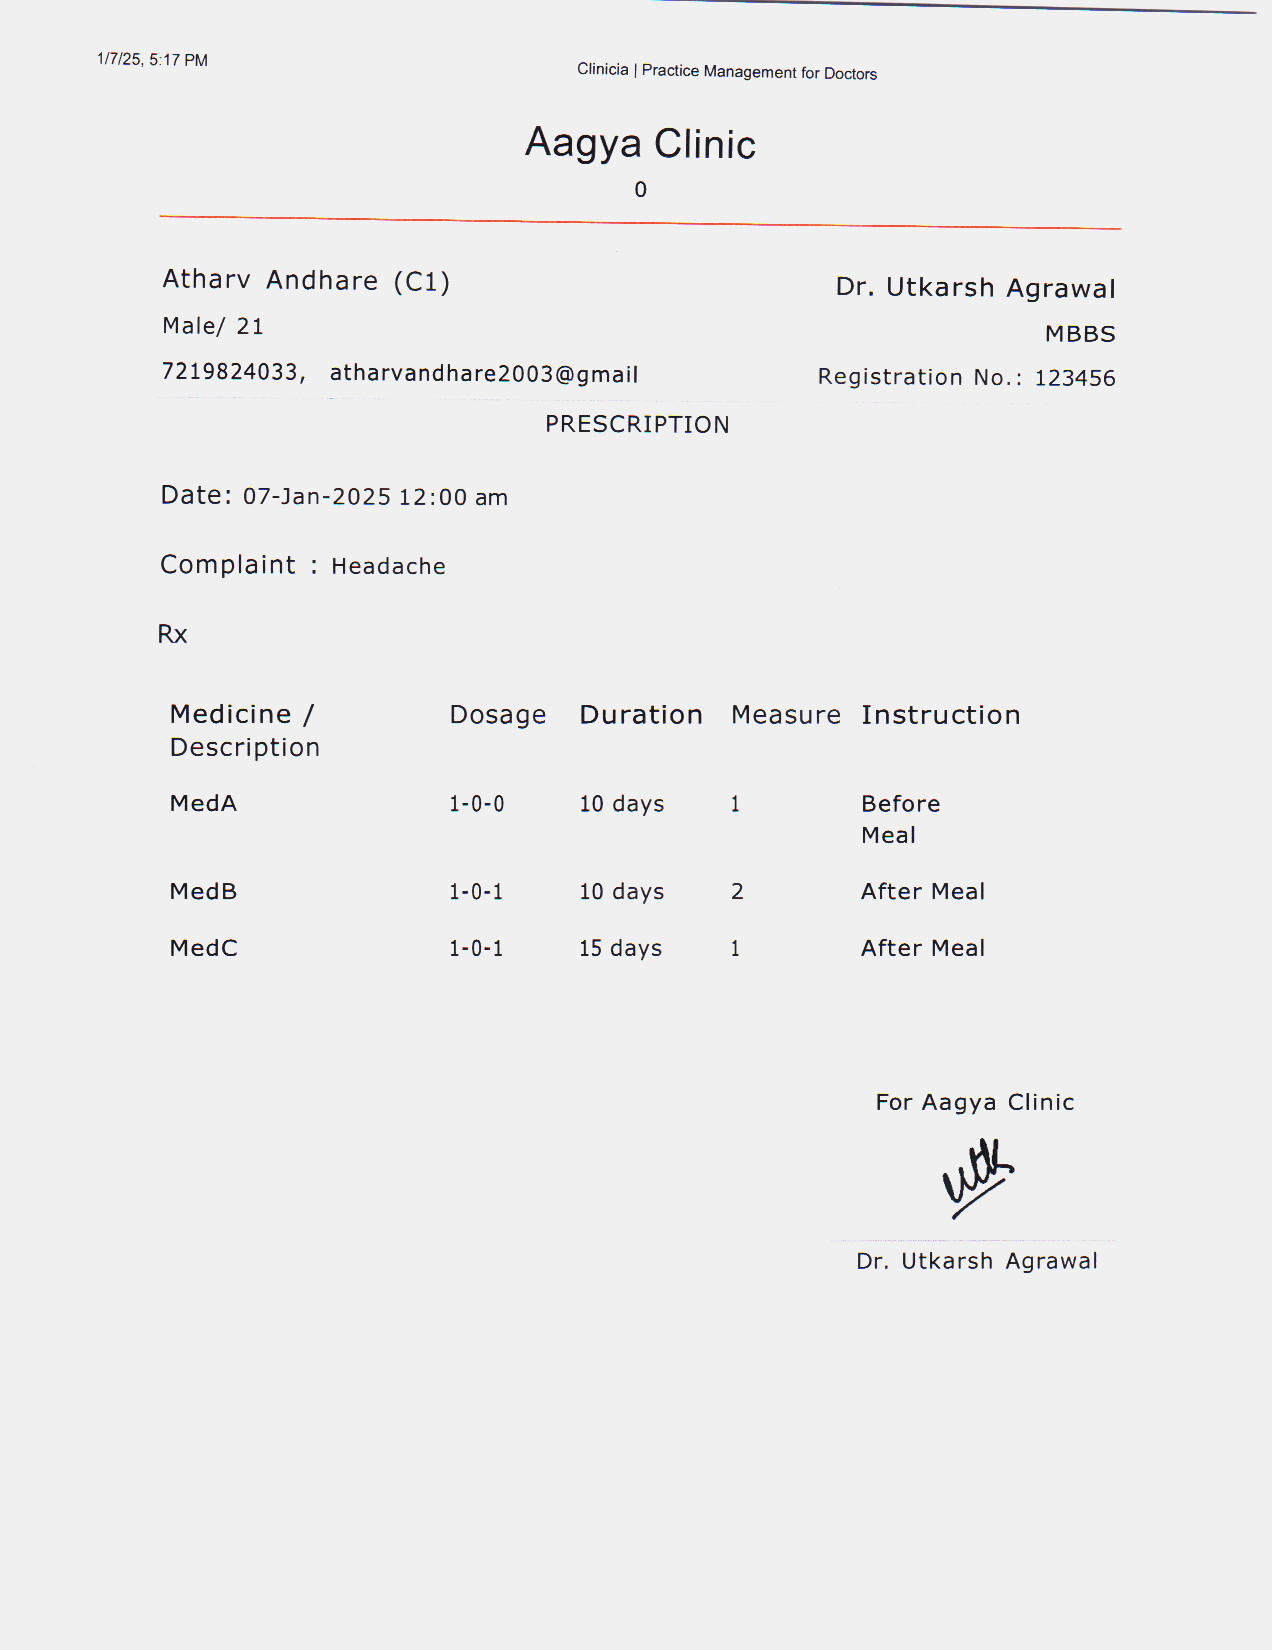 1/7/25, 5:17 PM
Clinicia | Practice Management for Doctors
Aagya Clinic
0
Atharv Andhare (C1)
Dr. Utkarsh Agrawal
Male/ 21
MBBS
7219824033, atharvandhare2003@gmail
Registration No.: 123456
PRESCRIPTION
Date: 07-Jan-2025 12:00 am
Complaint : Headache
Rx
Medicine / Dosage Duration Measure Instruction
Description
MedA 1-0-0 10 days 1 Before
Meal
MedB 1-0-1 10 days 2 After Meal
MedC 1-0-1 15 days 1 After Meal
For Aagya Clinic
utk
Dr. Utkarsh Agrawal